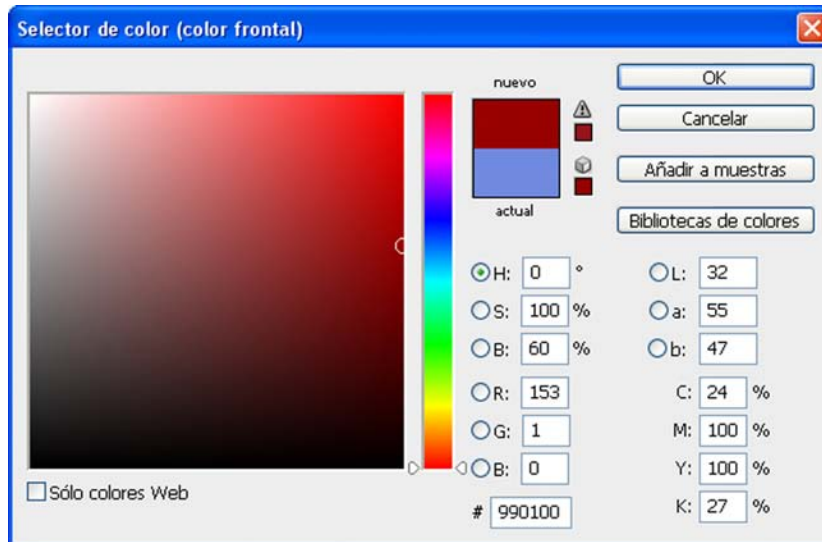 Selector de color (color frontal)
nuevo
actual
OK
Cancelar
Añadir a muestras
Bibliotecas de colores
H: 0 °
S: 100 %
B: 60 %
R: 153
G: 1
B: 0
# 990100
L: 32
a: 55
b: 47
C: 24 %
M: 100 %
Y: 100 %
K: 27 %
Sólo colores Web